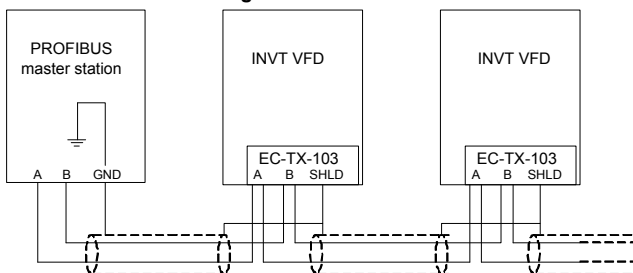 g
PROFIBUS
master station
A B GND
INVT VFD
EC-TX-103
A B SHLD
INVT VFD
EC-TX-103
A B SHLD